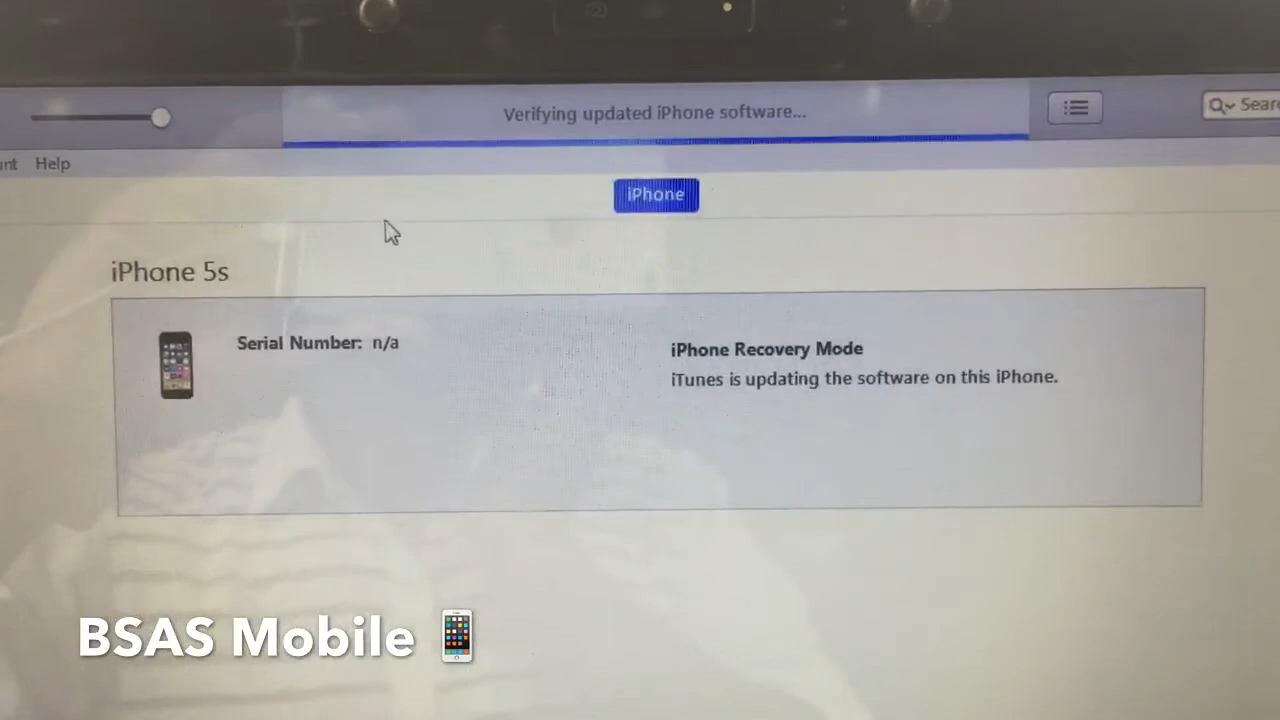 Verifying updated iPhone software...
Help
iPhone
iPhone 5s
Serial Number: n/a
iPhone Recovery Mode
iTunes is updating the software on this iPhone.
BSAS Mobile 📱